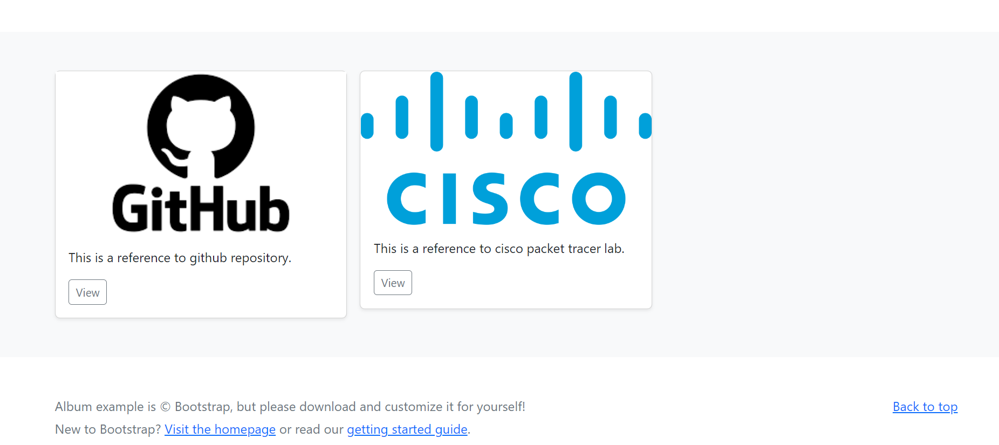 GitHub
This is a reference to github repository.
View
CISCO
This is a reference to cisco packet tracer lab.
View
Album example is © Bootstrap, but please download and customize it for yourself!
Back to top
New to Bootstrap? Visit the homepage or read our getting started guide.